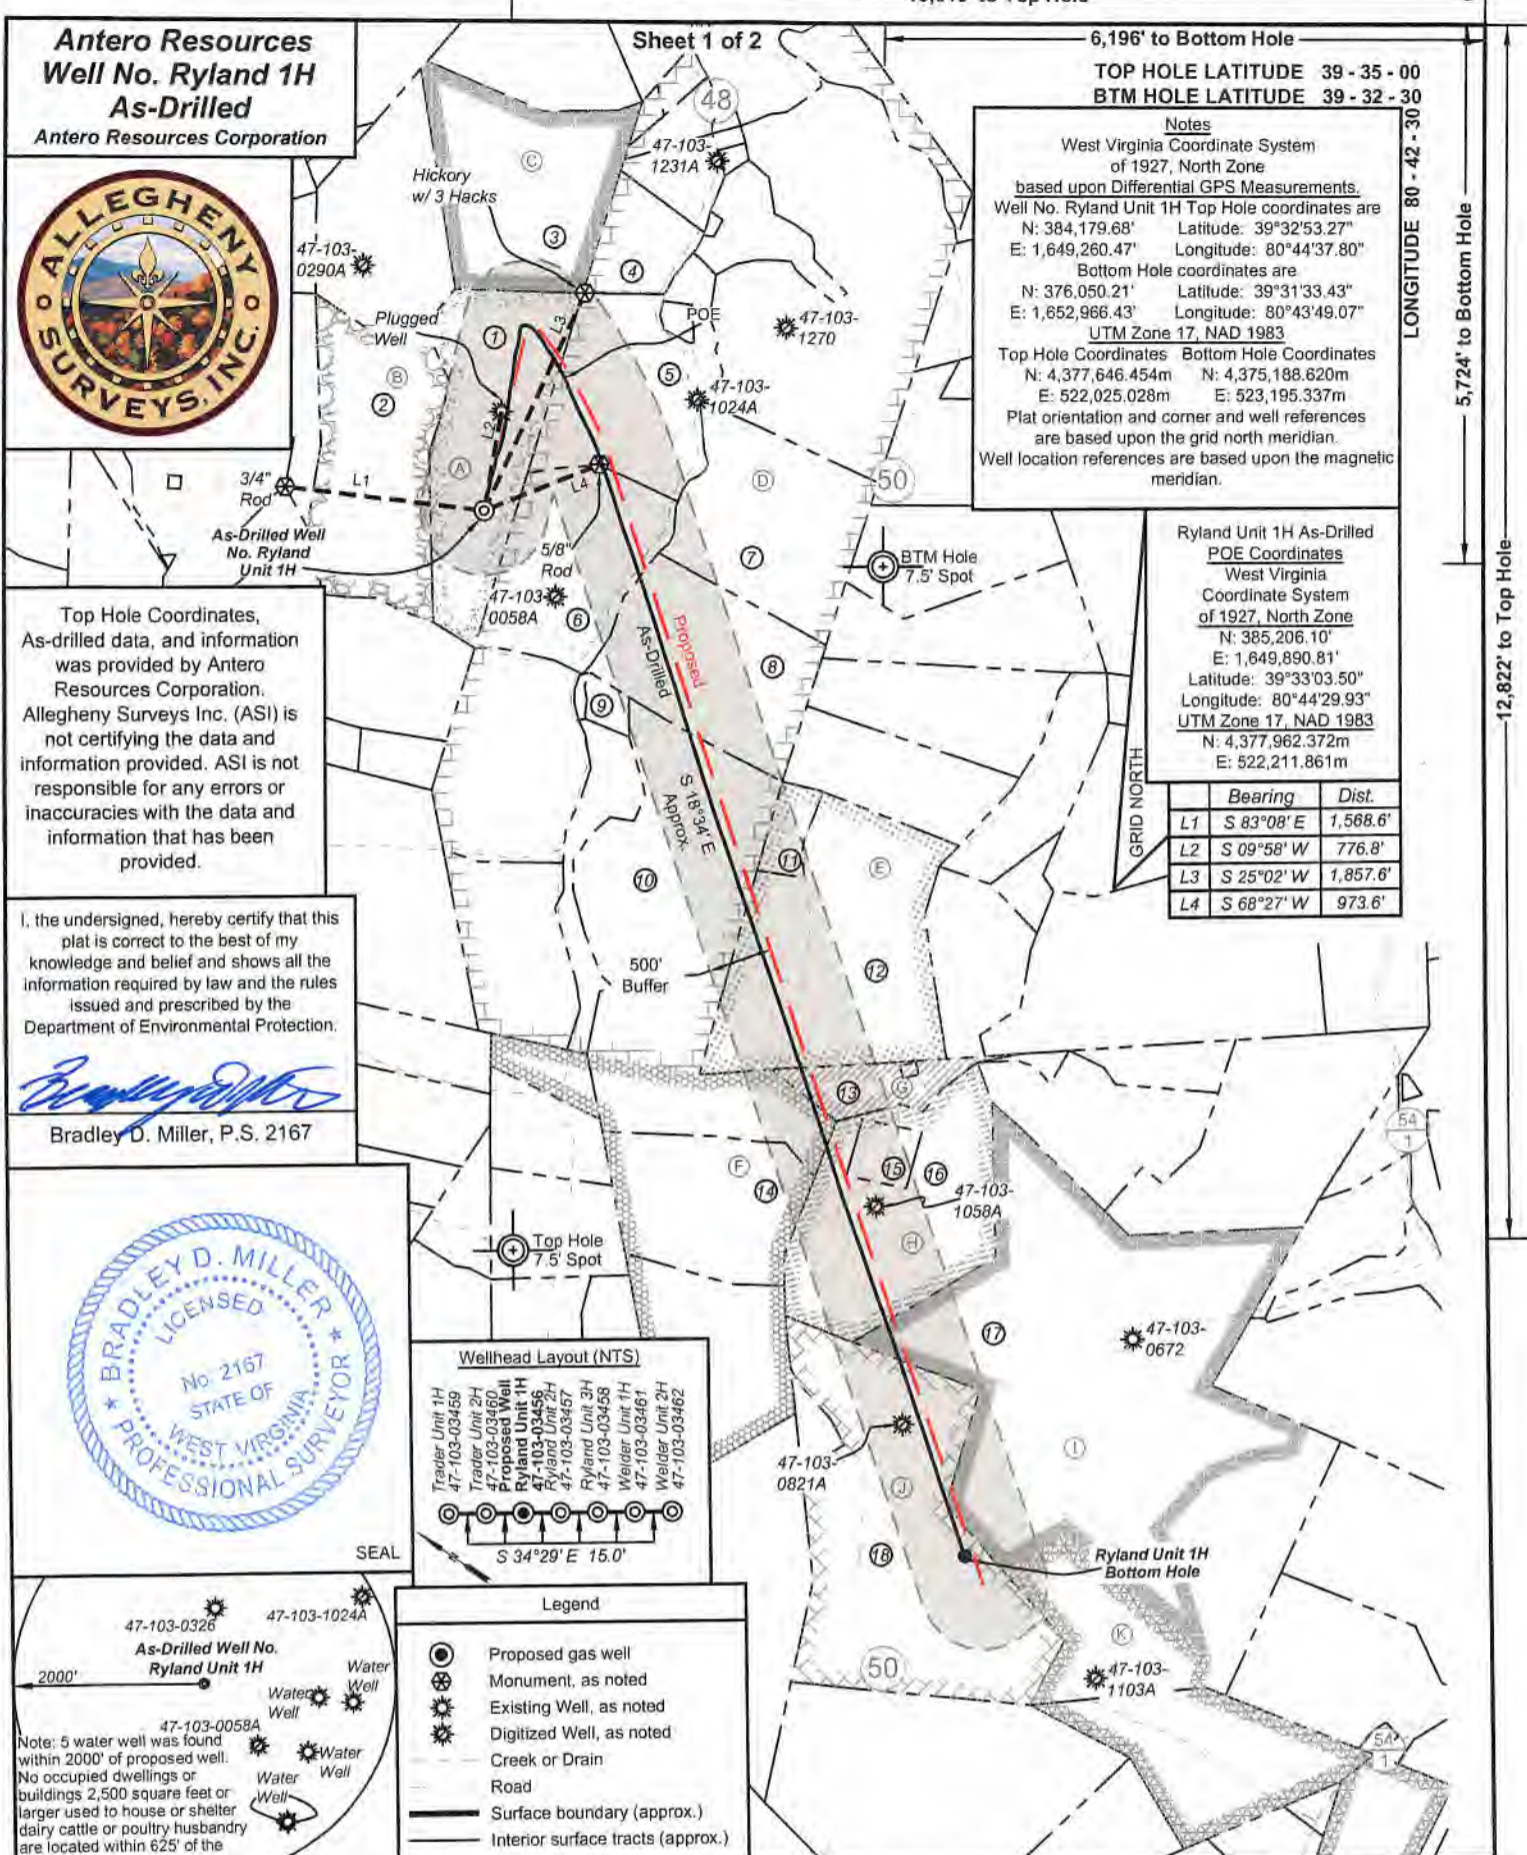 Antero Resources
Well No. Ryland 1H
As-Drilled
Antero Resources Corporation
ALLEGHENY
SURVEYS, INC.
Sheet 1 of 2
6,196' to Bottom Hole
TOP HOLE LATITUDE 39 - 35 - 00
BTM HOLE LATITUDE 39 - 32 - 30
LONGITUDE 80 - 42 - 30
5,724' to Bottom Hole
12,822' to Top Hole
Notes
West Virginia Coordinate System
of 1927, North Zone
based upon Differential GPS Measurements.
Well No. Ryland Unit 1H Top Hole coordinates are
N: 384,179.68' Latitude: 39°32'53.27"
E: 1,649,260.47' Longitude: 80°44'37.80"
Bottom Hole coordinates are
N: 376,050.21' Latitude: 39°31'33.43"
E: 1,652,966.43' Longitude: 80°43'49.07"
UTM Zone 17, NAD 1983
Top Hole Coordinates Bottom Hole Coordinates
N: 4,377,646.454m N: 4,375,188.620m
E: 522,025.028m E: 523,195.337m
Plat orientation and corner and well references
are based upon the grid north meridian.
Well location references are based upon the magnetic
meridian.
Ryland Unit 1H As-Drilled
POE Coordinates
West Virginia
Coordinate System
of 1927, North Zone
N: 385,206.10'
E: 1,649,890.81'
Latitude: 39°33'03.50"
Longitude: 80°44'29.93"
UTM Zone 17, NAD 1983
N: 4,377,962.372m
E: 522,211.861m
GRID NORTH
Bearing Dist.
L1 S 83°08' E 1,568.6'
L2 S 09°58' W 776.8'
L3 S 25°02' W 1,857.6'
L4 S 68°27' W 973.6'
Top Hole Coordinates,
As-drilled data, and information
was provided by Antero
Resources Corporation.
Allegheny Surveys Inc. (ASI) is
not certifying the data and
information provided. ASI is not
responsible for any errors or
inaccuracies with the data and
information that has been
provided.
I, the undersigned, hereby certify that this
plat is correct to the best of my
knowledge and belief and shows all the
information required by law and the rules
issued and prescribed by the
Department of Environmental Protection.
Bradley D. Miller, P.S. 2167
BRADLEY D. MILLER
LICENSED
No. 2167
STATE OF
WEST VIRGINIA
PROFESSIONAL SURVEYOR
SEAL
48
C
47-103-
1231A
Hickory
w/ 3 Hacks
3
4
47-103-
0290A
Plugged
Well
1
L3
POE
47-103-
1270
B
2
5
47-103-
1024A
L2
A
D
50
3/4"
Rod
L1
L4
As-Drilled Well
No. Ryland
Unit 1H
5/8"
Rod
7
BTM Hole
7.5' Spot
47-103-
0058A
6
As-Drilled
Proposed
8
9
S 18°34' E
Approx.
10
11
E
500'
Buffer
12
13
G
F
14
15
16
47-103-
1058A
H
54
1
Top Hole
7.5' Spot
17
47-103-
0672
47-103-
0821A
I
J
18
Ryland Unit 1H
Bottom Hole
K
50
47-103-
1103A
54
1
Wellhead Layout (NTS)
Trader Unit 1H
47-103-03459
Trader Unit 2H
47-103-03460
Proposed Well
Ryland Unit 1H
47-103-03456
Ryland Unit 2H
47-103-03457
Ryland Unit 3H
47-103-03458
Welder Unit 1H
47-103-03461
Welder Unit 2H
47-103-03462
S 34°29' E 15.0'
47-103-0326
47-103-1024A
As-Drilled Well No.
Ryland Unit 1H
2000'
Water
Well
Water
Well
47-103-0058A
Water
Well
Water
Well
Note: 5 water well was found
within 2000' of proposed well.
No occupied dwellings or
buildings 2,500 square feet or
larger used to house or shelter
dairy cattle or poultry husbandry
are located within 625' of the
Legend
Proposed gas well
Monument, as noted
Existing Well, as noted
Digitized Well, as noted
Creek or Drain
Road
Surface boundary (approx.)
Interior surface tracts (approx.)